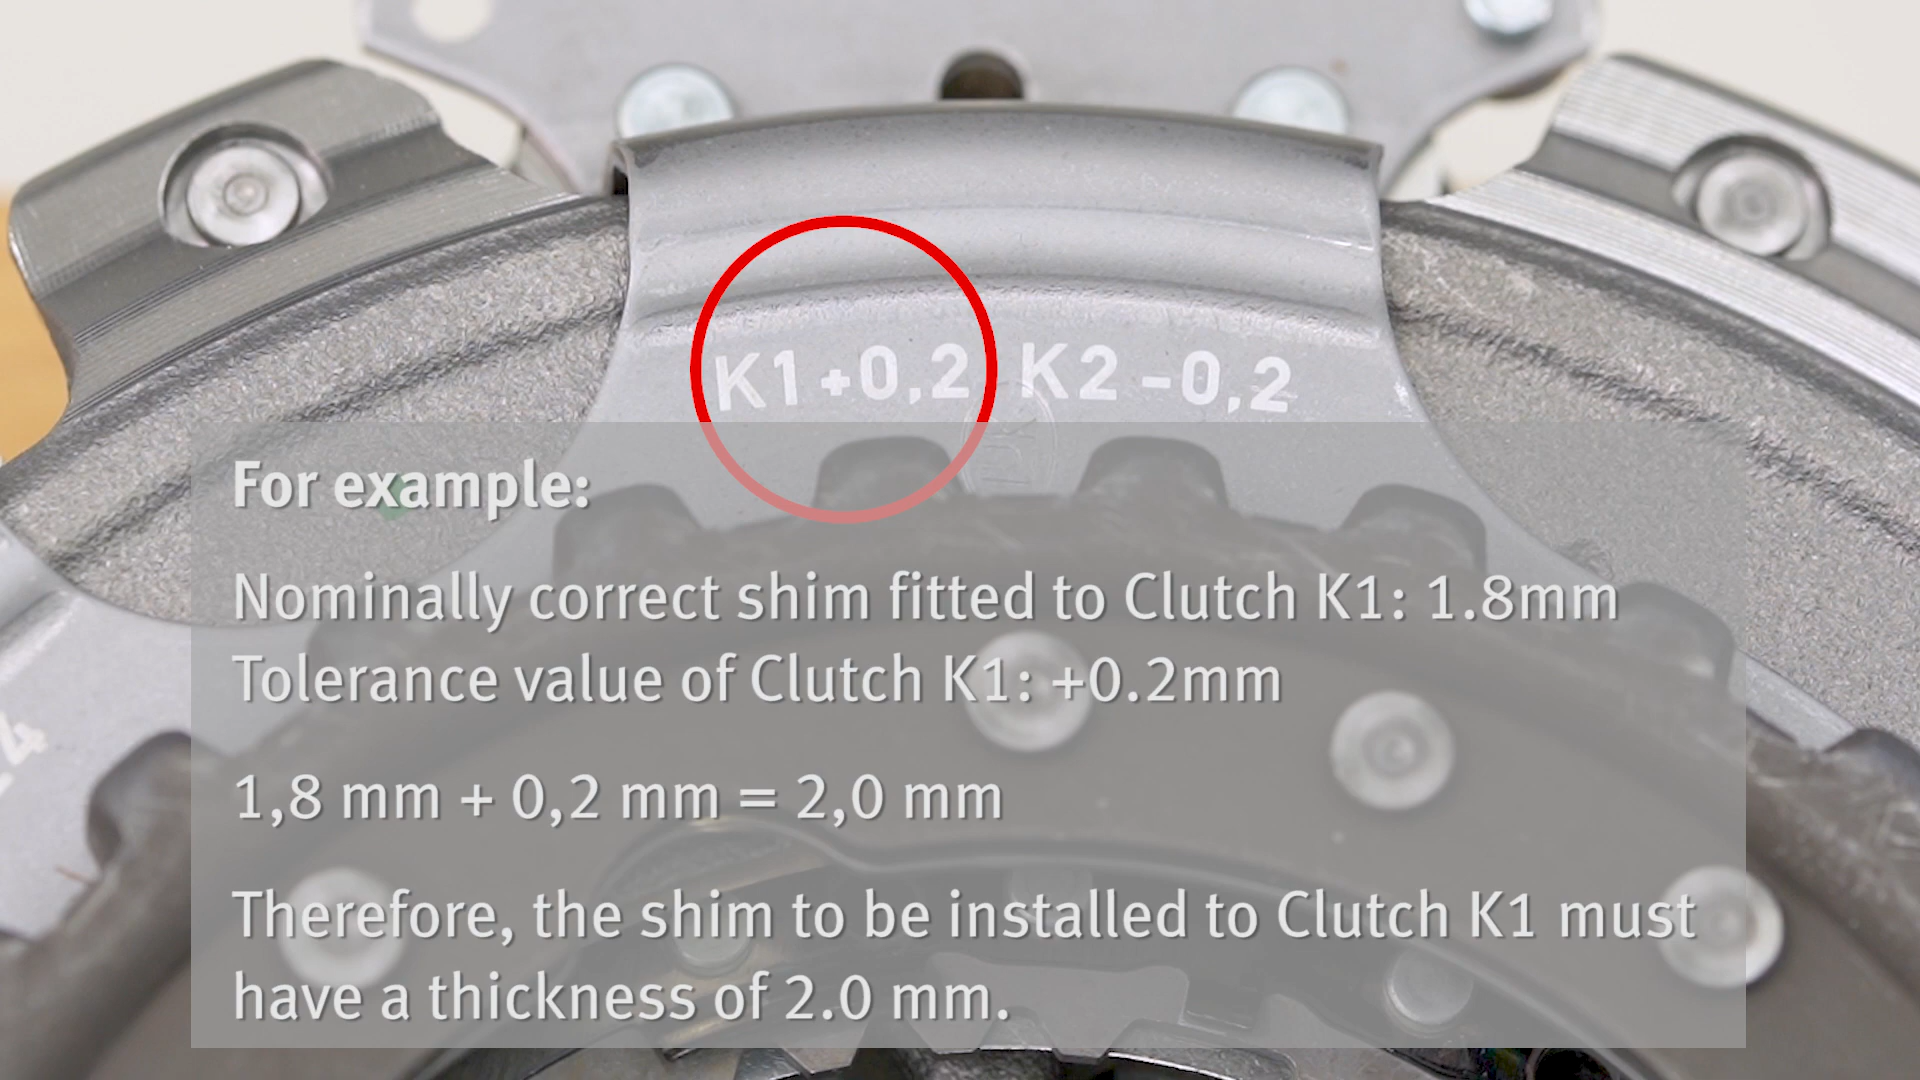 K1+0,2 K2 -0,2
For example:
Nominally correct shim fitted to Clutch K1: 1.8mm
Tolerance value of Clutch K1: +0.2mm
1,8 mm + 0,2 mm = 2,0 mm
Therefore, the shim to be installed to Clutch K1 must
have a thickness of 2.0 mm.